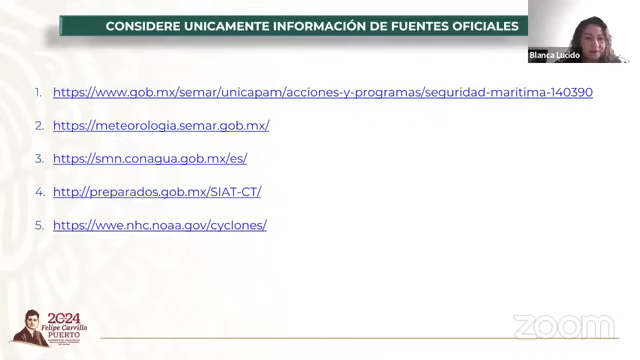 CONSIDERE UNICAMENTE INFORMACIÓN DE FUENTES OFICIALES
Blanca Lucido
1. https://www.gob.mx/semar/unicapam/acciones-y-programas/seguridad-maritima-140390
2. https://meteorologia.semar.gob.mx/
3. https://smn.conagua.gob.mx/es/
4. http://preparados.gob.mx/SIAT-CT/
5. https://wwe.nhc.noaa.gov/cyclones/
2024
Felipe Carrillo
PUERTO
zoom